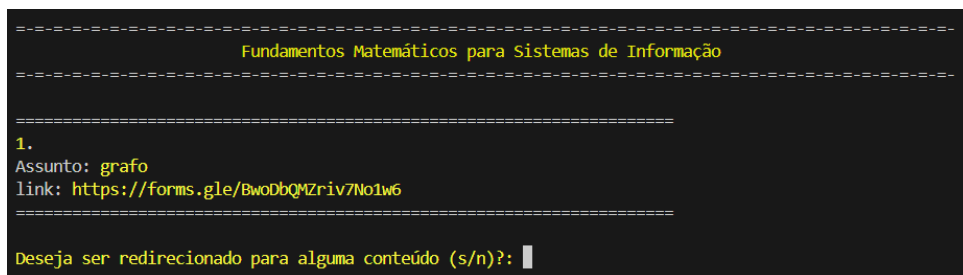 =-=-=-=-=-=-=-=-=-=-=-=-=-=-=-=-=-=-=-=-=-=-=-=-=-=-=-=-=-=-=-=-=-=-=-=-=-=-=-=-=-=-=-=-=-=-=-=-=-=-
Fundamentos Matemáticos para Sistemas de Informação
=-=-=-=-=-=-=-=-=-=-=-=-=-=-=-=-=-=-=-=-=-=-=-=-=-=-=-=-=-=-=-=-=-=-=-=-=-=-=-=-=-=-=-=-=-=-=-=-=-=-
======================================================================
1.
Assunto: grafo
link: https://forms.gle/BwoDbQMZriv7No1w6
======================================================================
Deseja ser redirecionado para alguma conteúdo (s/n)?: